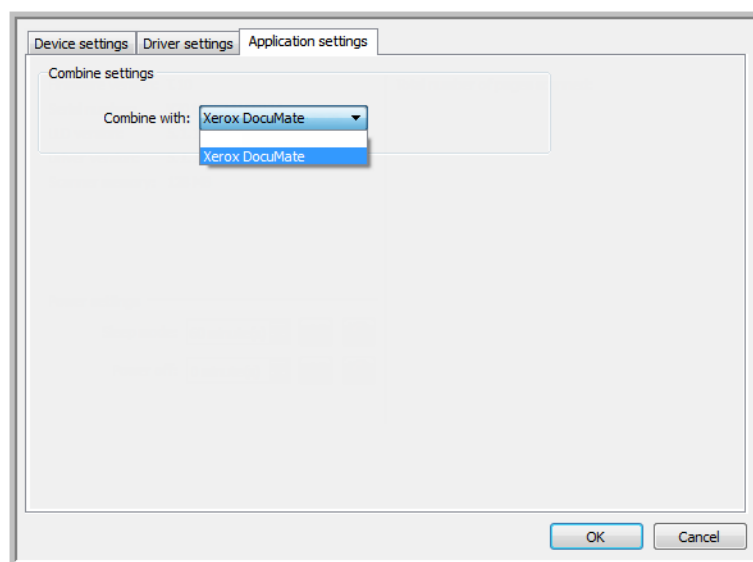 Device settings Driver settings Application settings
Combine settings
Combine with: Xerox DocuMate
Xerox DocuMate
OK Cancel